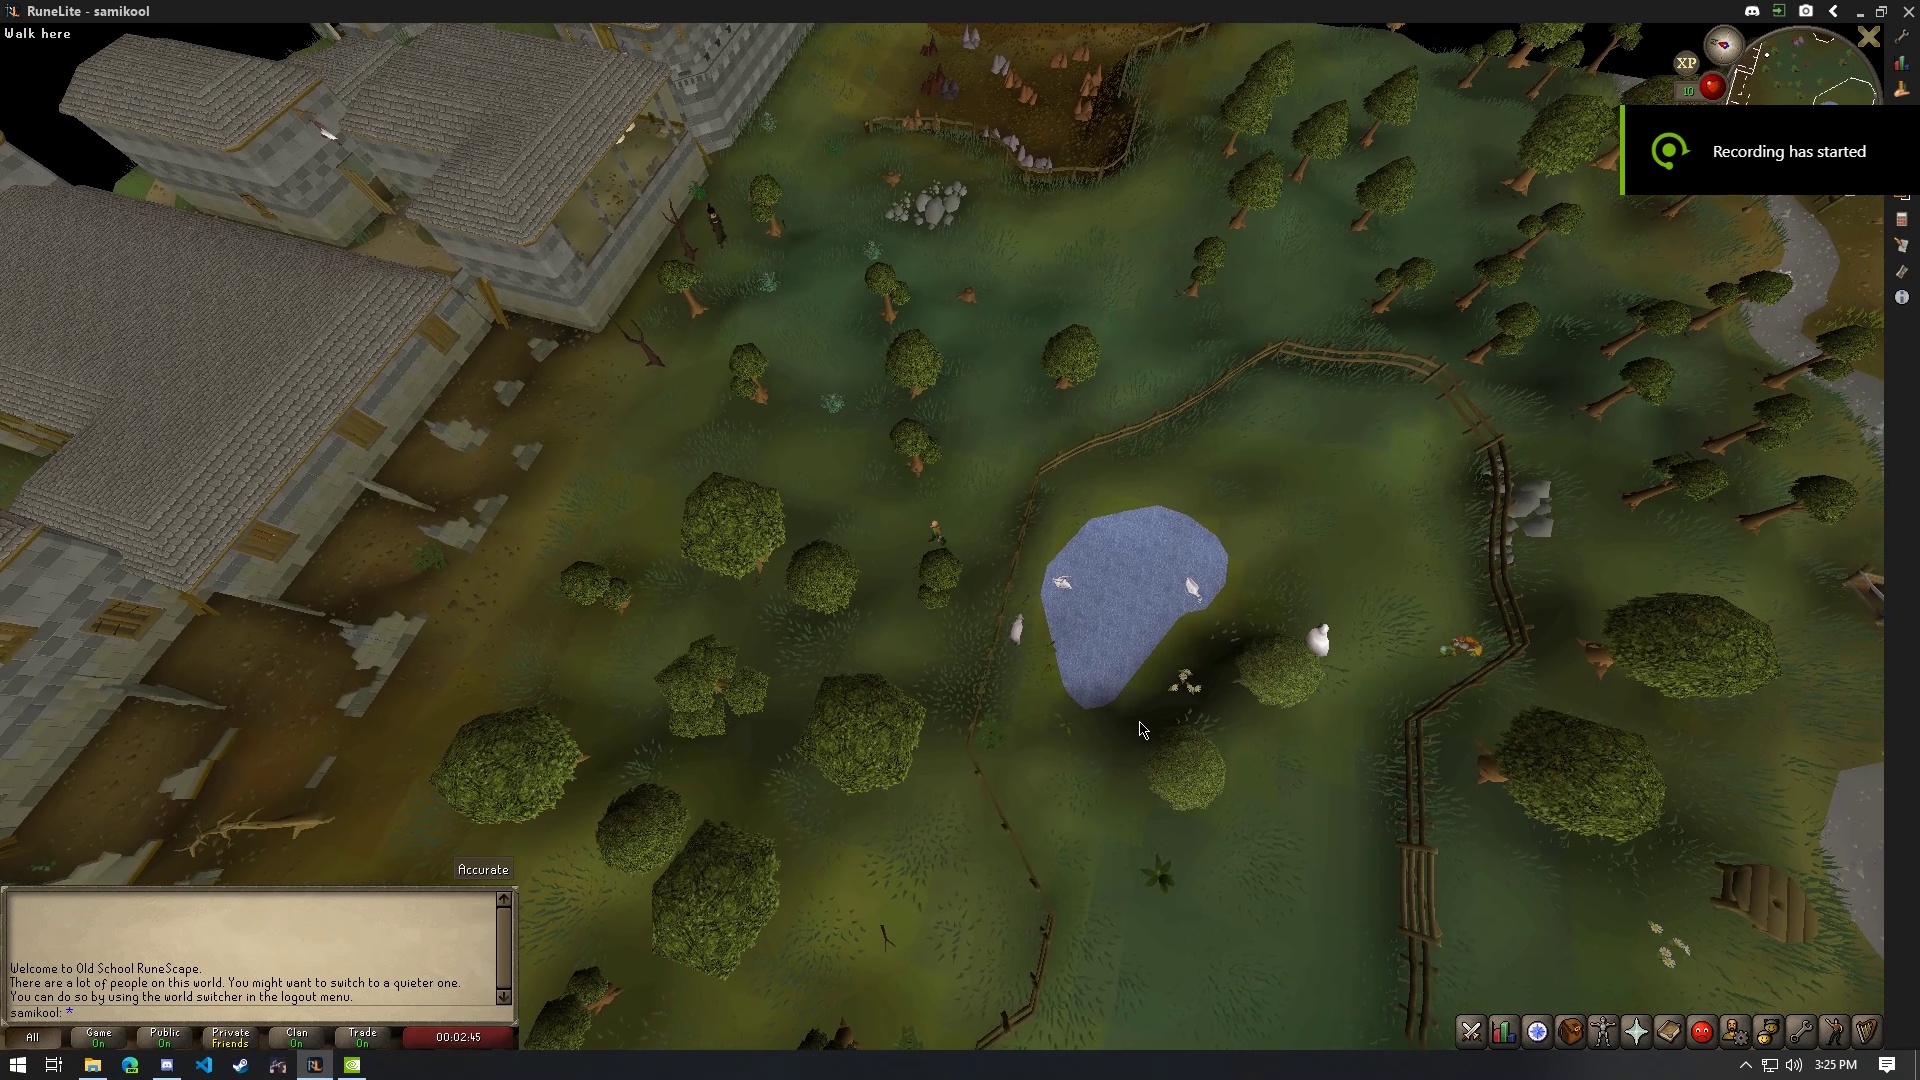 RuneLite - samikool
Walk here
XP
10
Recording has started
Accurate
Welcome to Old School RuneScape.
There are a lot of people on this world. You might want to switch to a quieter one.
You can do so by using the world switcher in the logout menu.
samikool: *
All
Game
On
Public
On
Private
Friends
Clan
On
Trade
On
00:02:45
3:25 PM